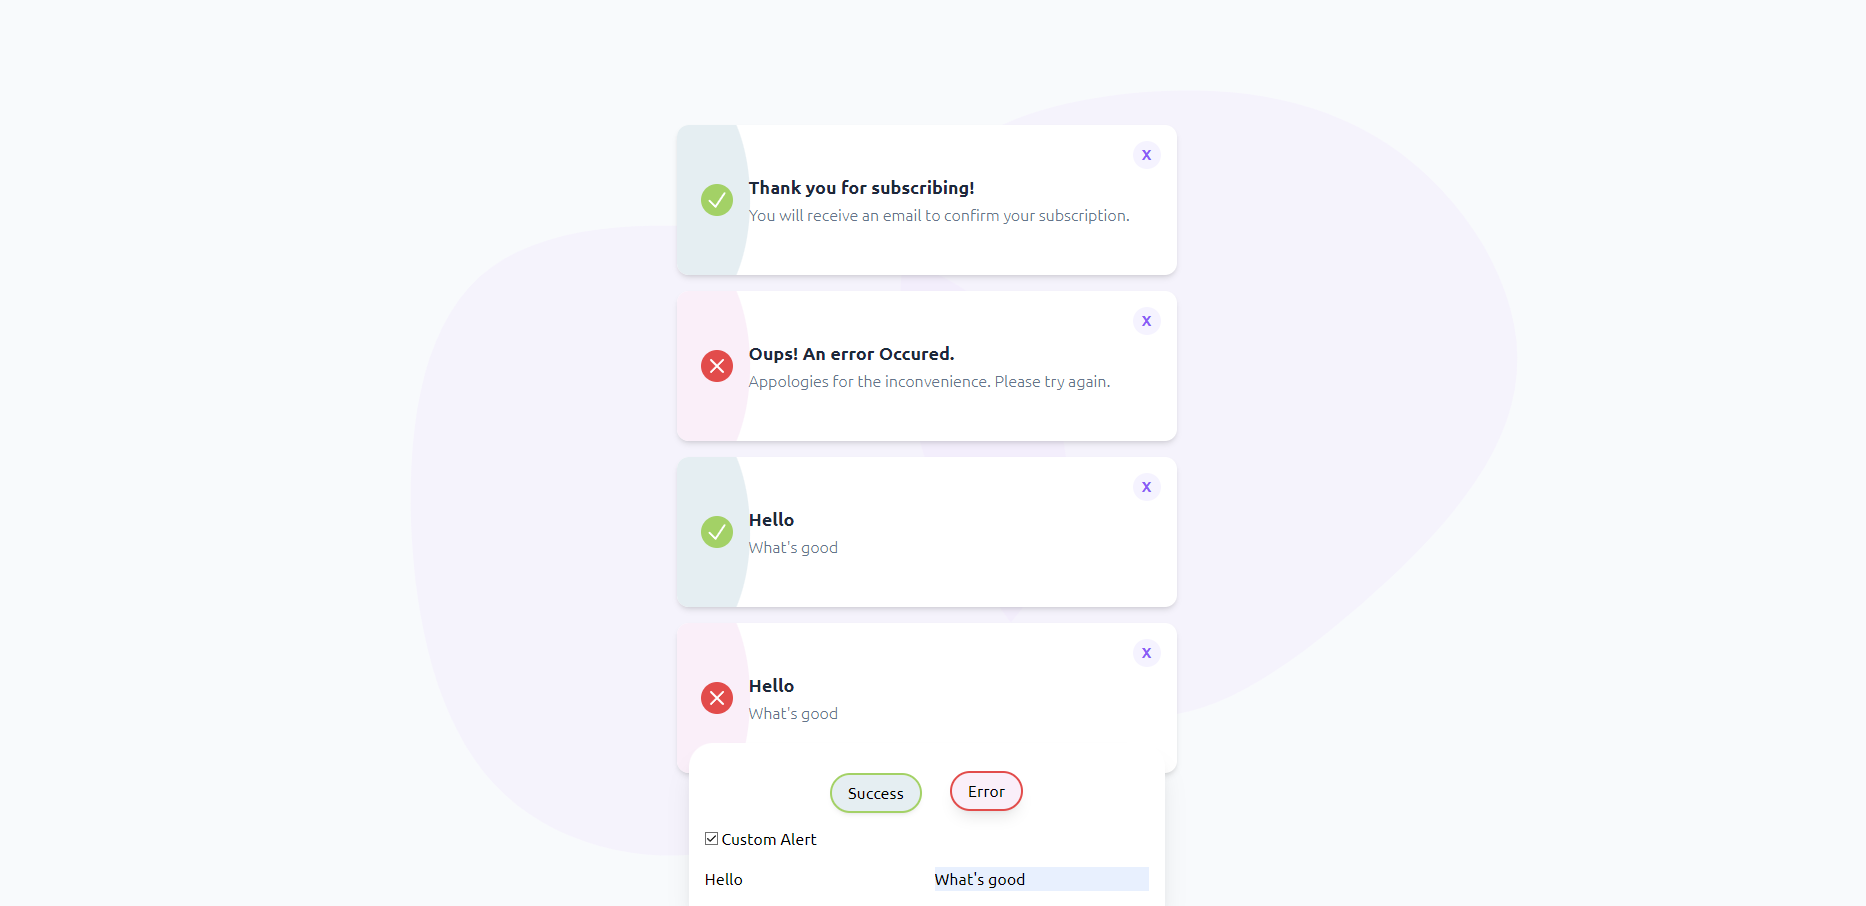 X
Thank you for subscribing!
You will receive an email to confirm your subscription.
X
Oups! An error Occured.
Appologies for the inconvenience. Please try again.
X
Hello
What's good
X
Hello
What's good
Success Error
Custom Alert
Hello What's good